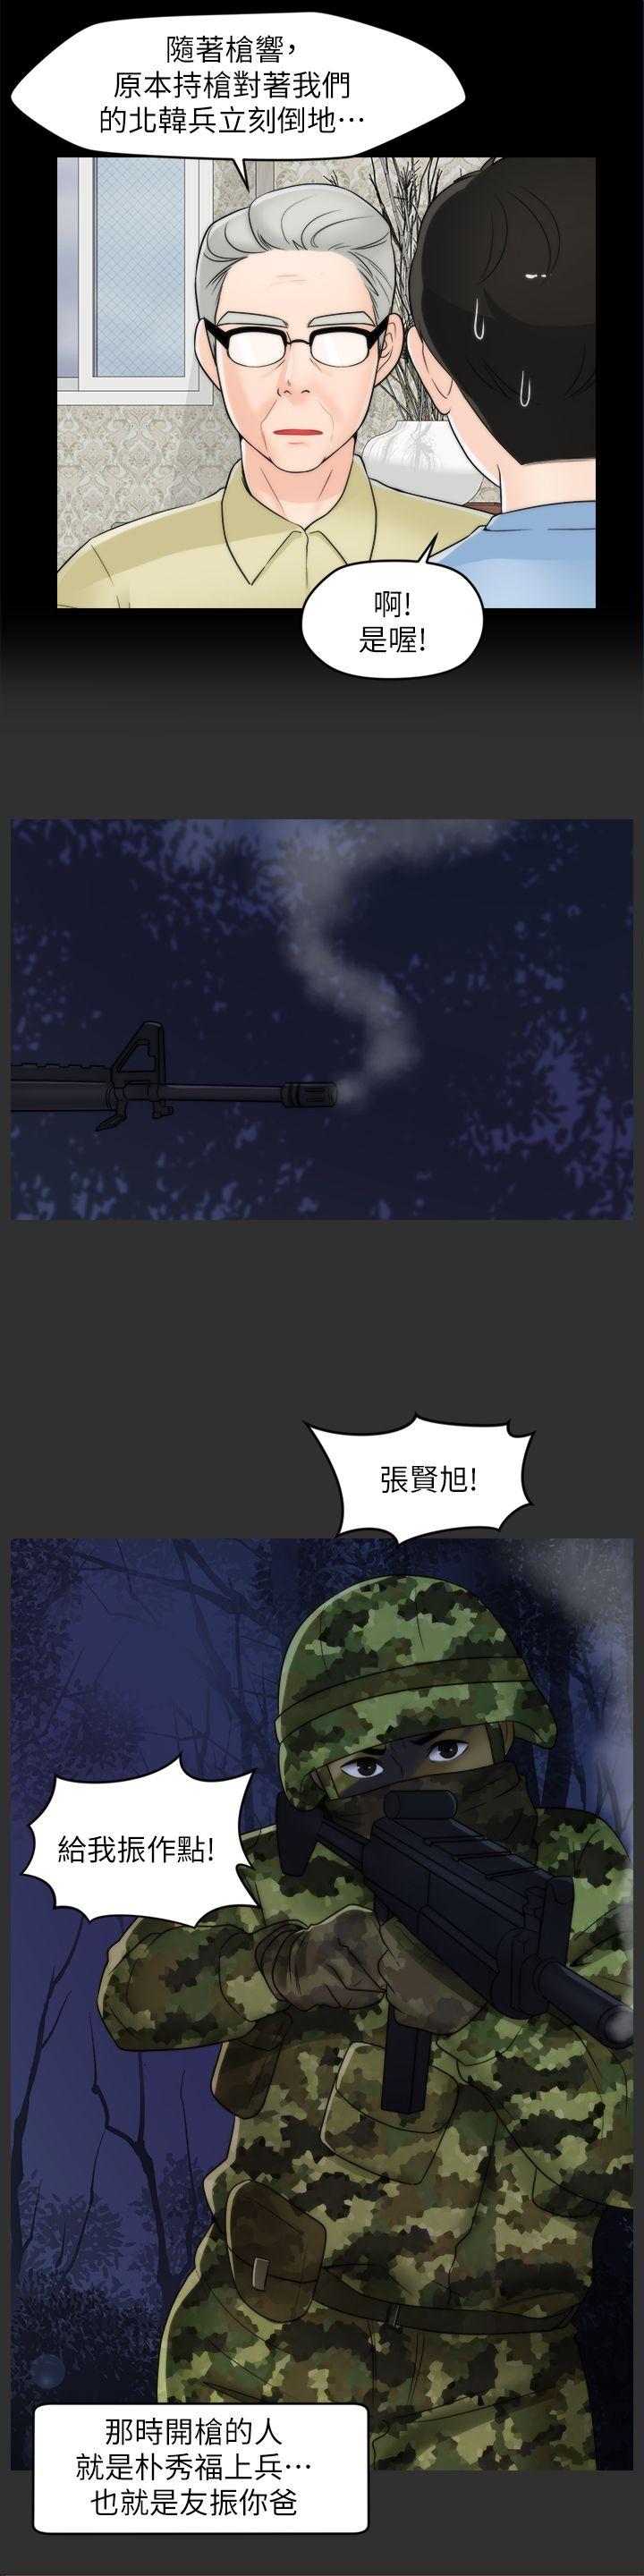 隨著槍響，
原本持槍對著我們
的北韓兵立刻倒地⋯
啊!
是喔!
張賢旭!
給我振作點!
那時開槍的人
就是朴秀福上兵⋯
也就是友振你爸